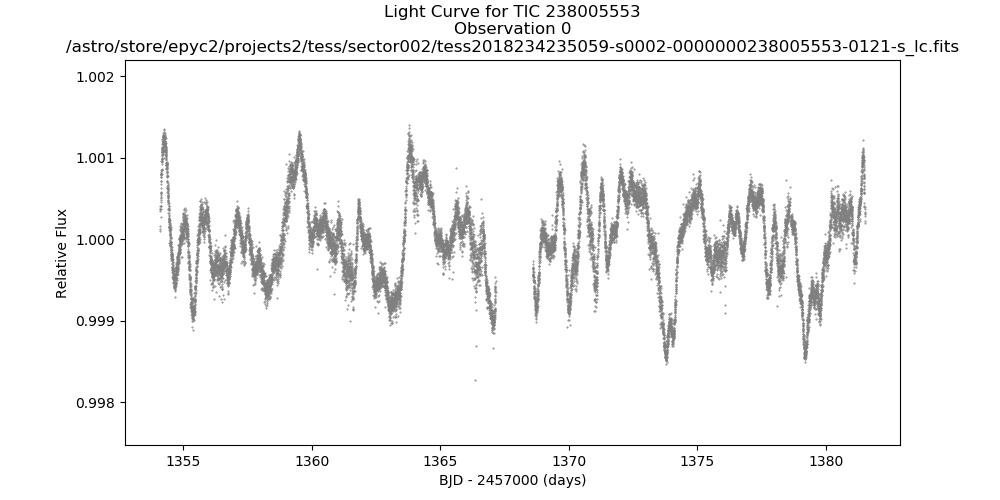 Light Curve for TIC 238005553
Observation 0
/astro/store/epyc2/projects2/tess/sector002/tess2018234235059-s0002-0000000238005553-0121-s_lc.fits
1.002
1.001
1.000
0.999
0.998
Relative Flux
1355
1360
1365
1370
1375
1380
BJD - 2457000 (days)